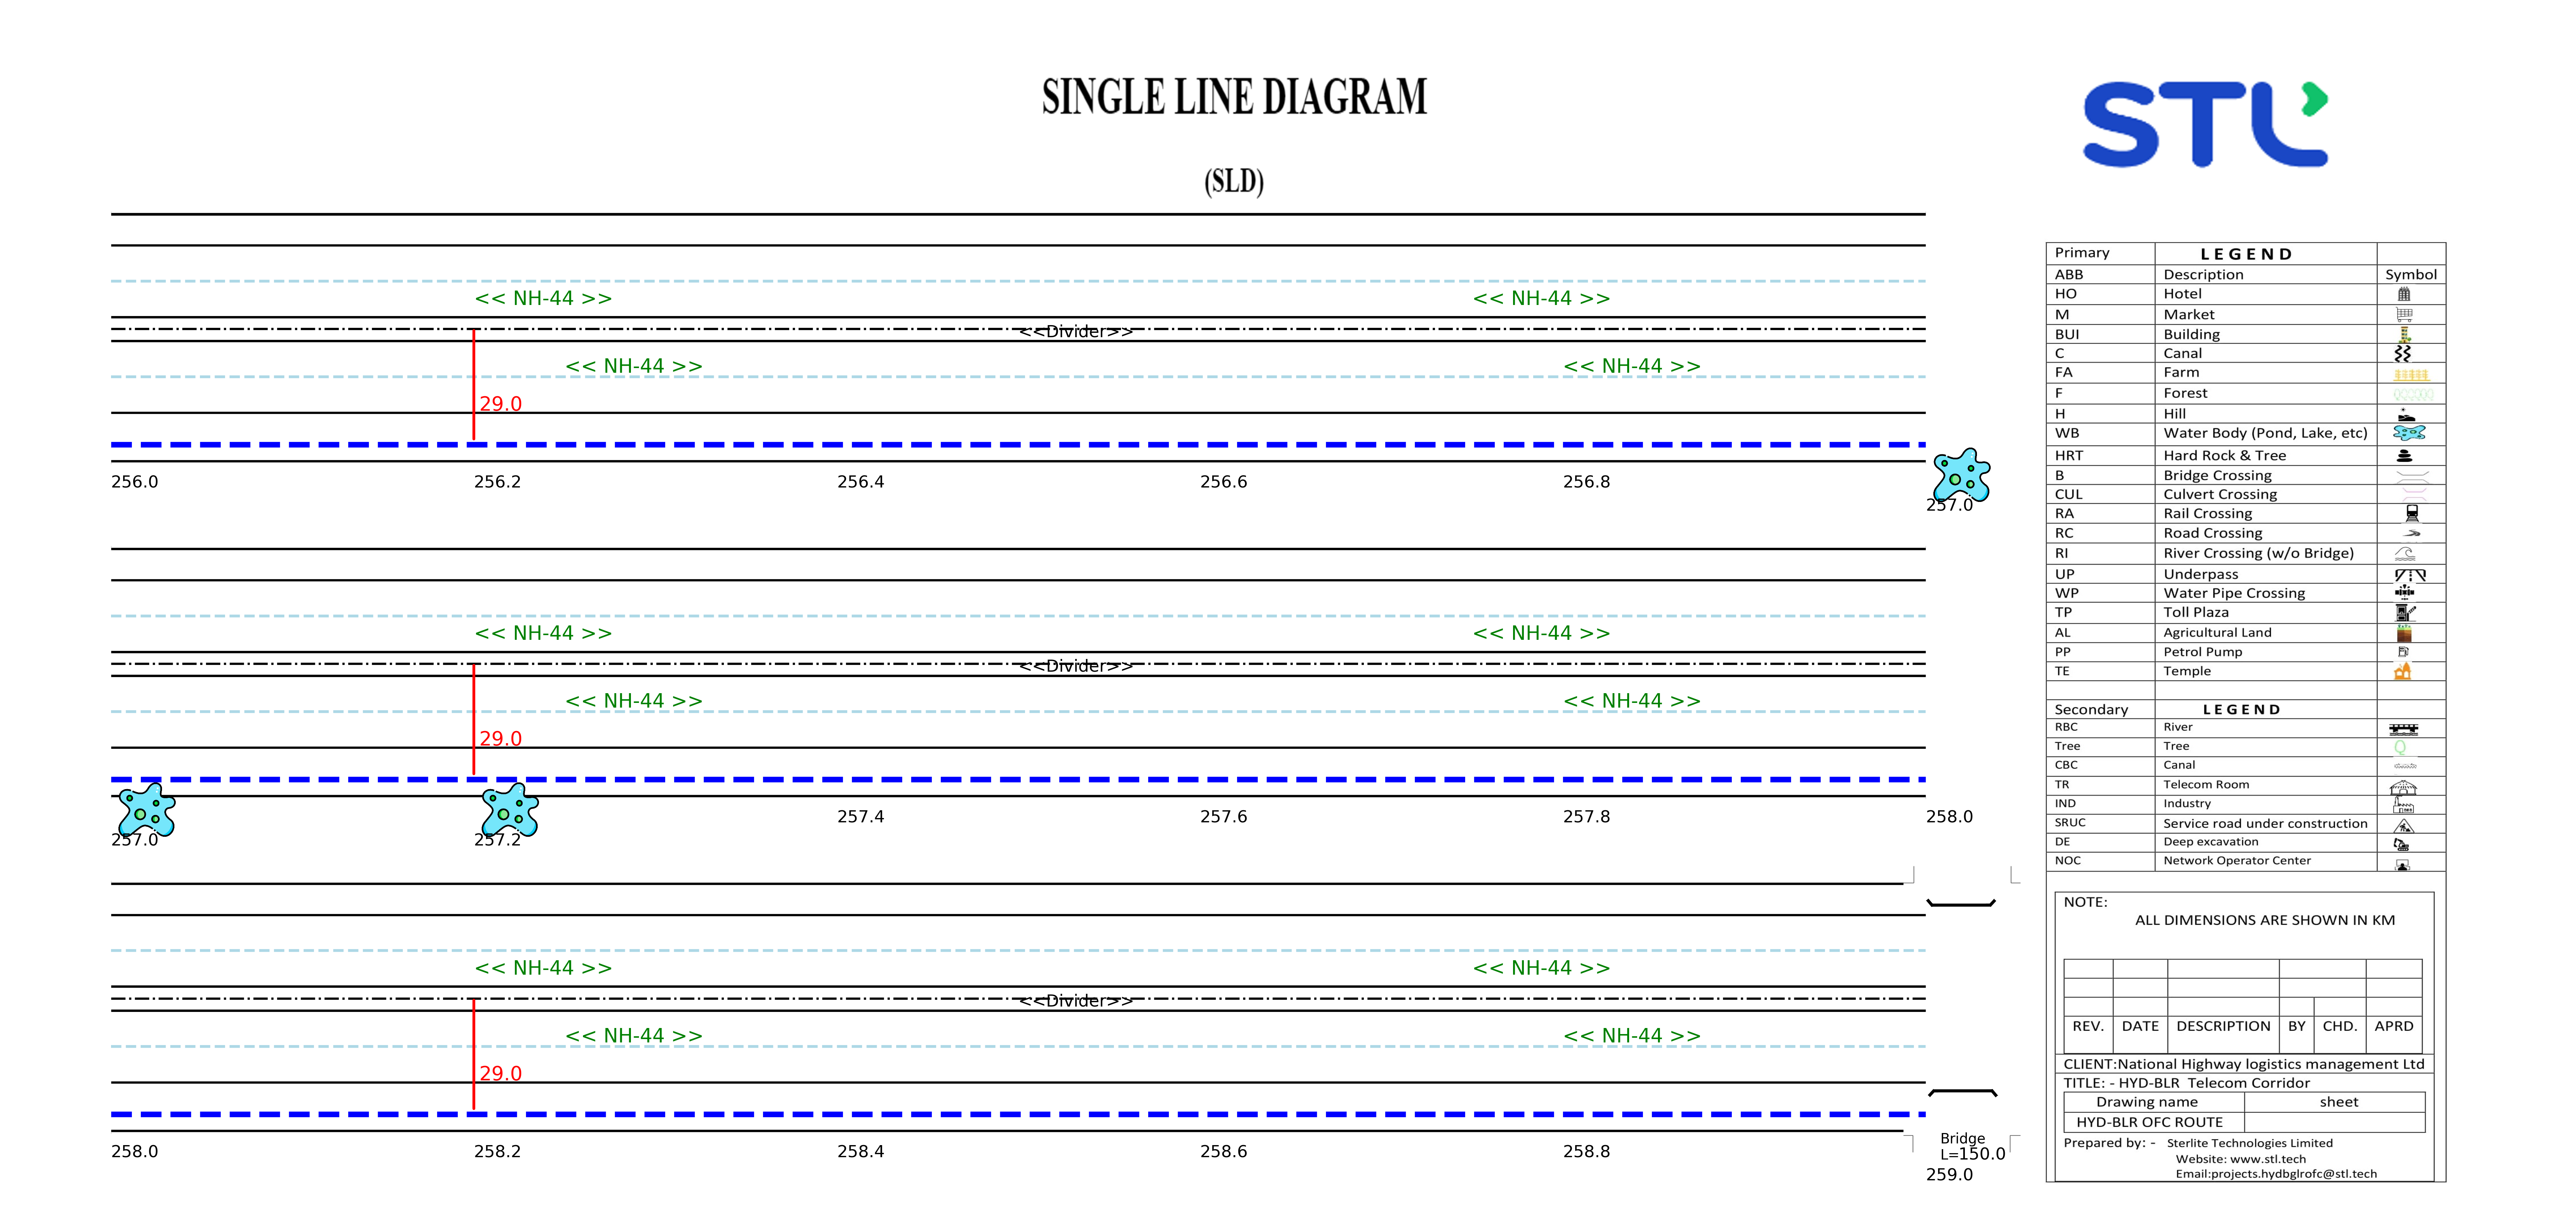 SINGLE LINE DIAGRAM
(SLD)
STL
<< NH-44 >> << NH-44 >>
<<Divider>>
<< NH-44 >> << NH-44 >>
29.0
256.0 256.2 256.4 256.6 256.8 257.0
<< NH-44 >> << NH-44 >>
<<Divider>>
<< NH-44 >> << NH-44 >>
29.0
257.0 257.2 257.4 257.6 257.8 258.0
<< NH-44 >> << NH-44 >>
<<Divider>>
<< NH-44 >> << NH-44 >>
29.0
Bridge
L=150.0
258.0 258.2 258.4 258.6 258.8 259.0
Primary LEGEND
ABB Description Symbol
HO Hotel
M Market
BUI Building
C Canal
FA Farm
F Forest
H Hill
WB Water Body (Pond, Lake, etc)
HRT Hard Rock & Tree
B Bridge Crossing
CUL Culvert Crossing
RA Rail Crossing
RC Road Crossing
RI River Crossing (w/o Bridge)
UP Underpass
WP Water Pipe Crossing
TP Toll Plaza
AL Agricultural Land
PP Petrol Pump
TE Temple
Secondary LEGEND
RBC River
Tree Tree
CBC Canal
TR Telecom Room
IND Industry
SRUC Service road under construction
DE Deep excavation
NOC Network Operator Center
NOTE:
ALL DIMENSIONS ARE SHOWN IN KM
REV. DATE DESCRIPTION BY CHD. APRD
CLIENT:National Highway logistics management Ltd
TITLE: - HYD-BLR Telecom Corridor
Drawing name sheet
HYD-BLR OFC ROUTE
Prepared by: - Sterlite Technologies Limited
Website: www.stl.tech
Email:projects.hydbglrofc@stl.tech